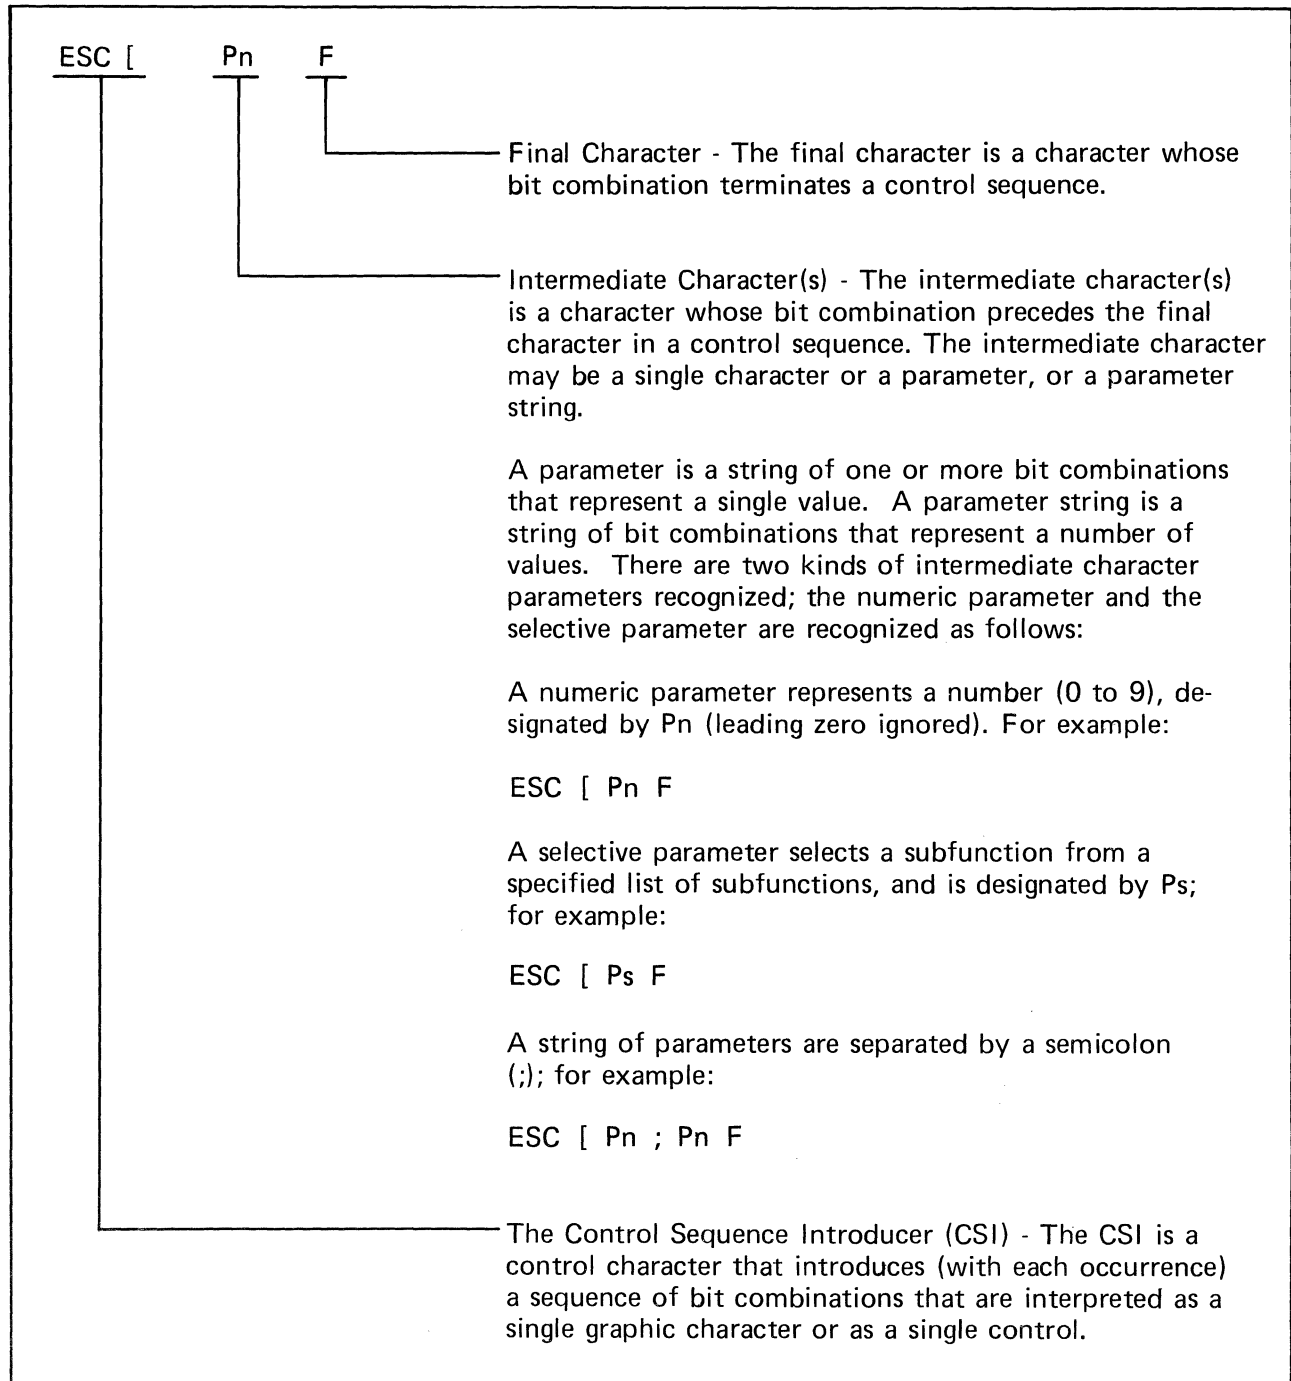 ESC [ Pn F
Final Character - The final character is a character whose
bit combination terminates a control sequence.
Intermediate Character(s) - The intermediate character(s)
is a character whose bit combination precedes the final
character in a control sequence. The intermediate character
may be a single character or a parameter, or a parameter
string.
A parameter is a string of one or more bit combinations
that represent a single value. A parameter string is a
string of bit combinations that represent a number of
values. There are two kinds of intermediate character
parameters recognized; the numeric parameter and the
selective parameter are recognized as follows:
A numeric parameter represents a number (0 to 9), de-
signated by Pn (leading zero ignored). For example:
ESC [ Pn F
A selective parameter selects a subfunction from a
specified list of subfunctions, and is designated by Ps;
for example:
ESC [ Ps F
A string of parameters are separated by a semicolon
(;); for example:
ESC [ Pn ; Pn F
The Control Sequence Introducer (CSI) - The CSI is a
control character that introduces (with each occurrence)
a sequence of bit combinations that are interpreted as a
single graphic character or as a single control.